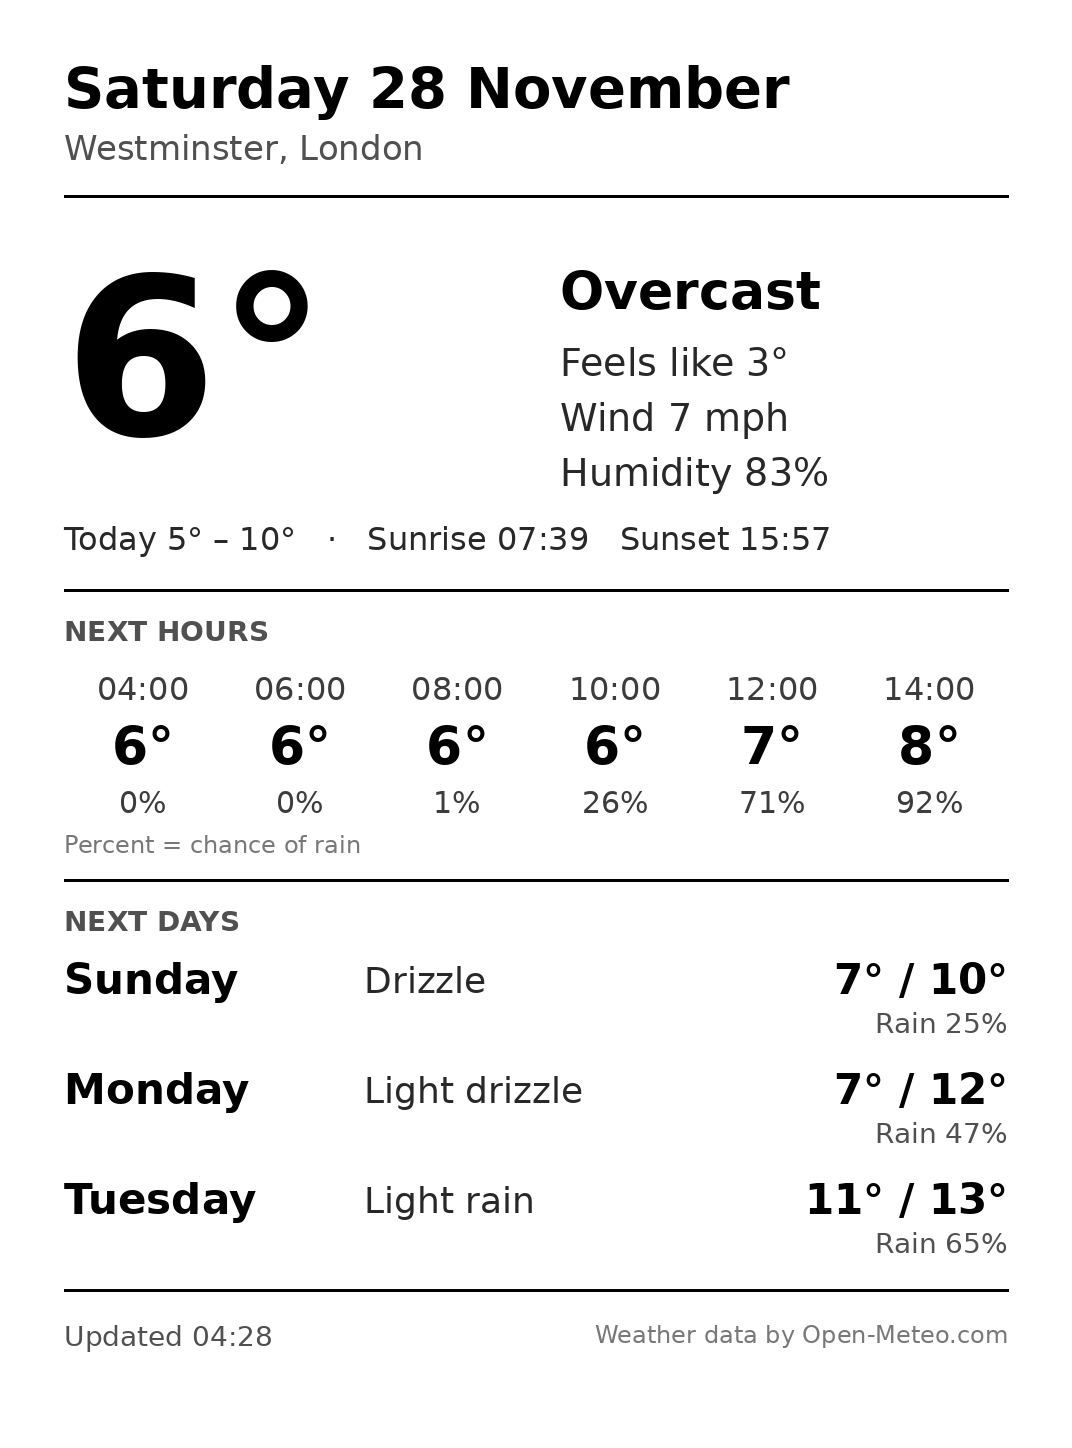 Saturday 28 November
Westminster, London
6°
Overcast
Feels like 3°
Wind 7 mph
Humidity 83%
Today 5° – 10° · Sunrise 07:39 Sunset 15:57
NEXT HOURS
04:00 06:00 08:00 10:00 12:00 14:00
6° 6° 6° 6° 7° 8°
0% 0% 1% 26% 71% 92%
Percent = chance of rain
NEXT DAYS
Sunday Drizzle 7° / 10°
Rain 25%
Monday Light drizzle 7° / 12°
Rain 47%
Tuesday Light rain 11° / 13°
Rain 65%
Updated 04:28 Weather data by Open-Meteo.com